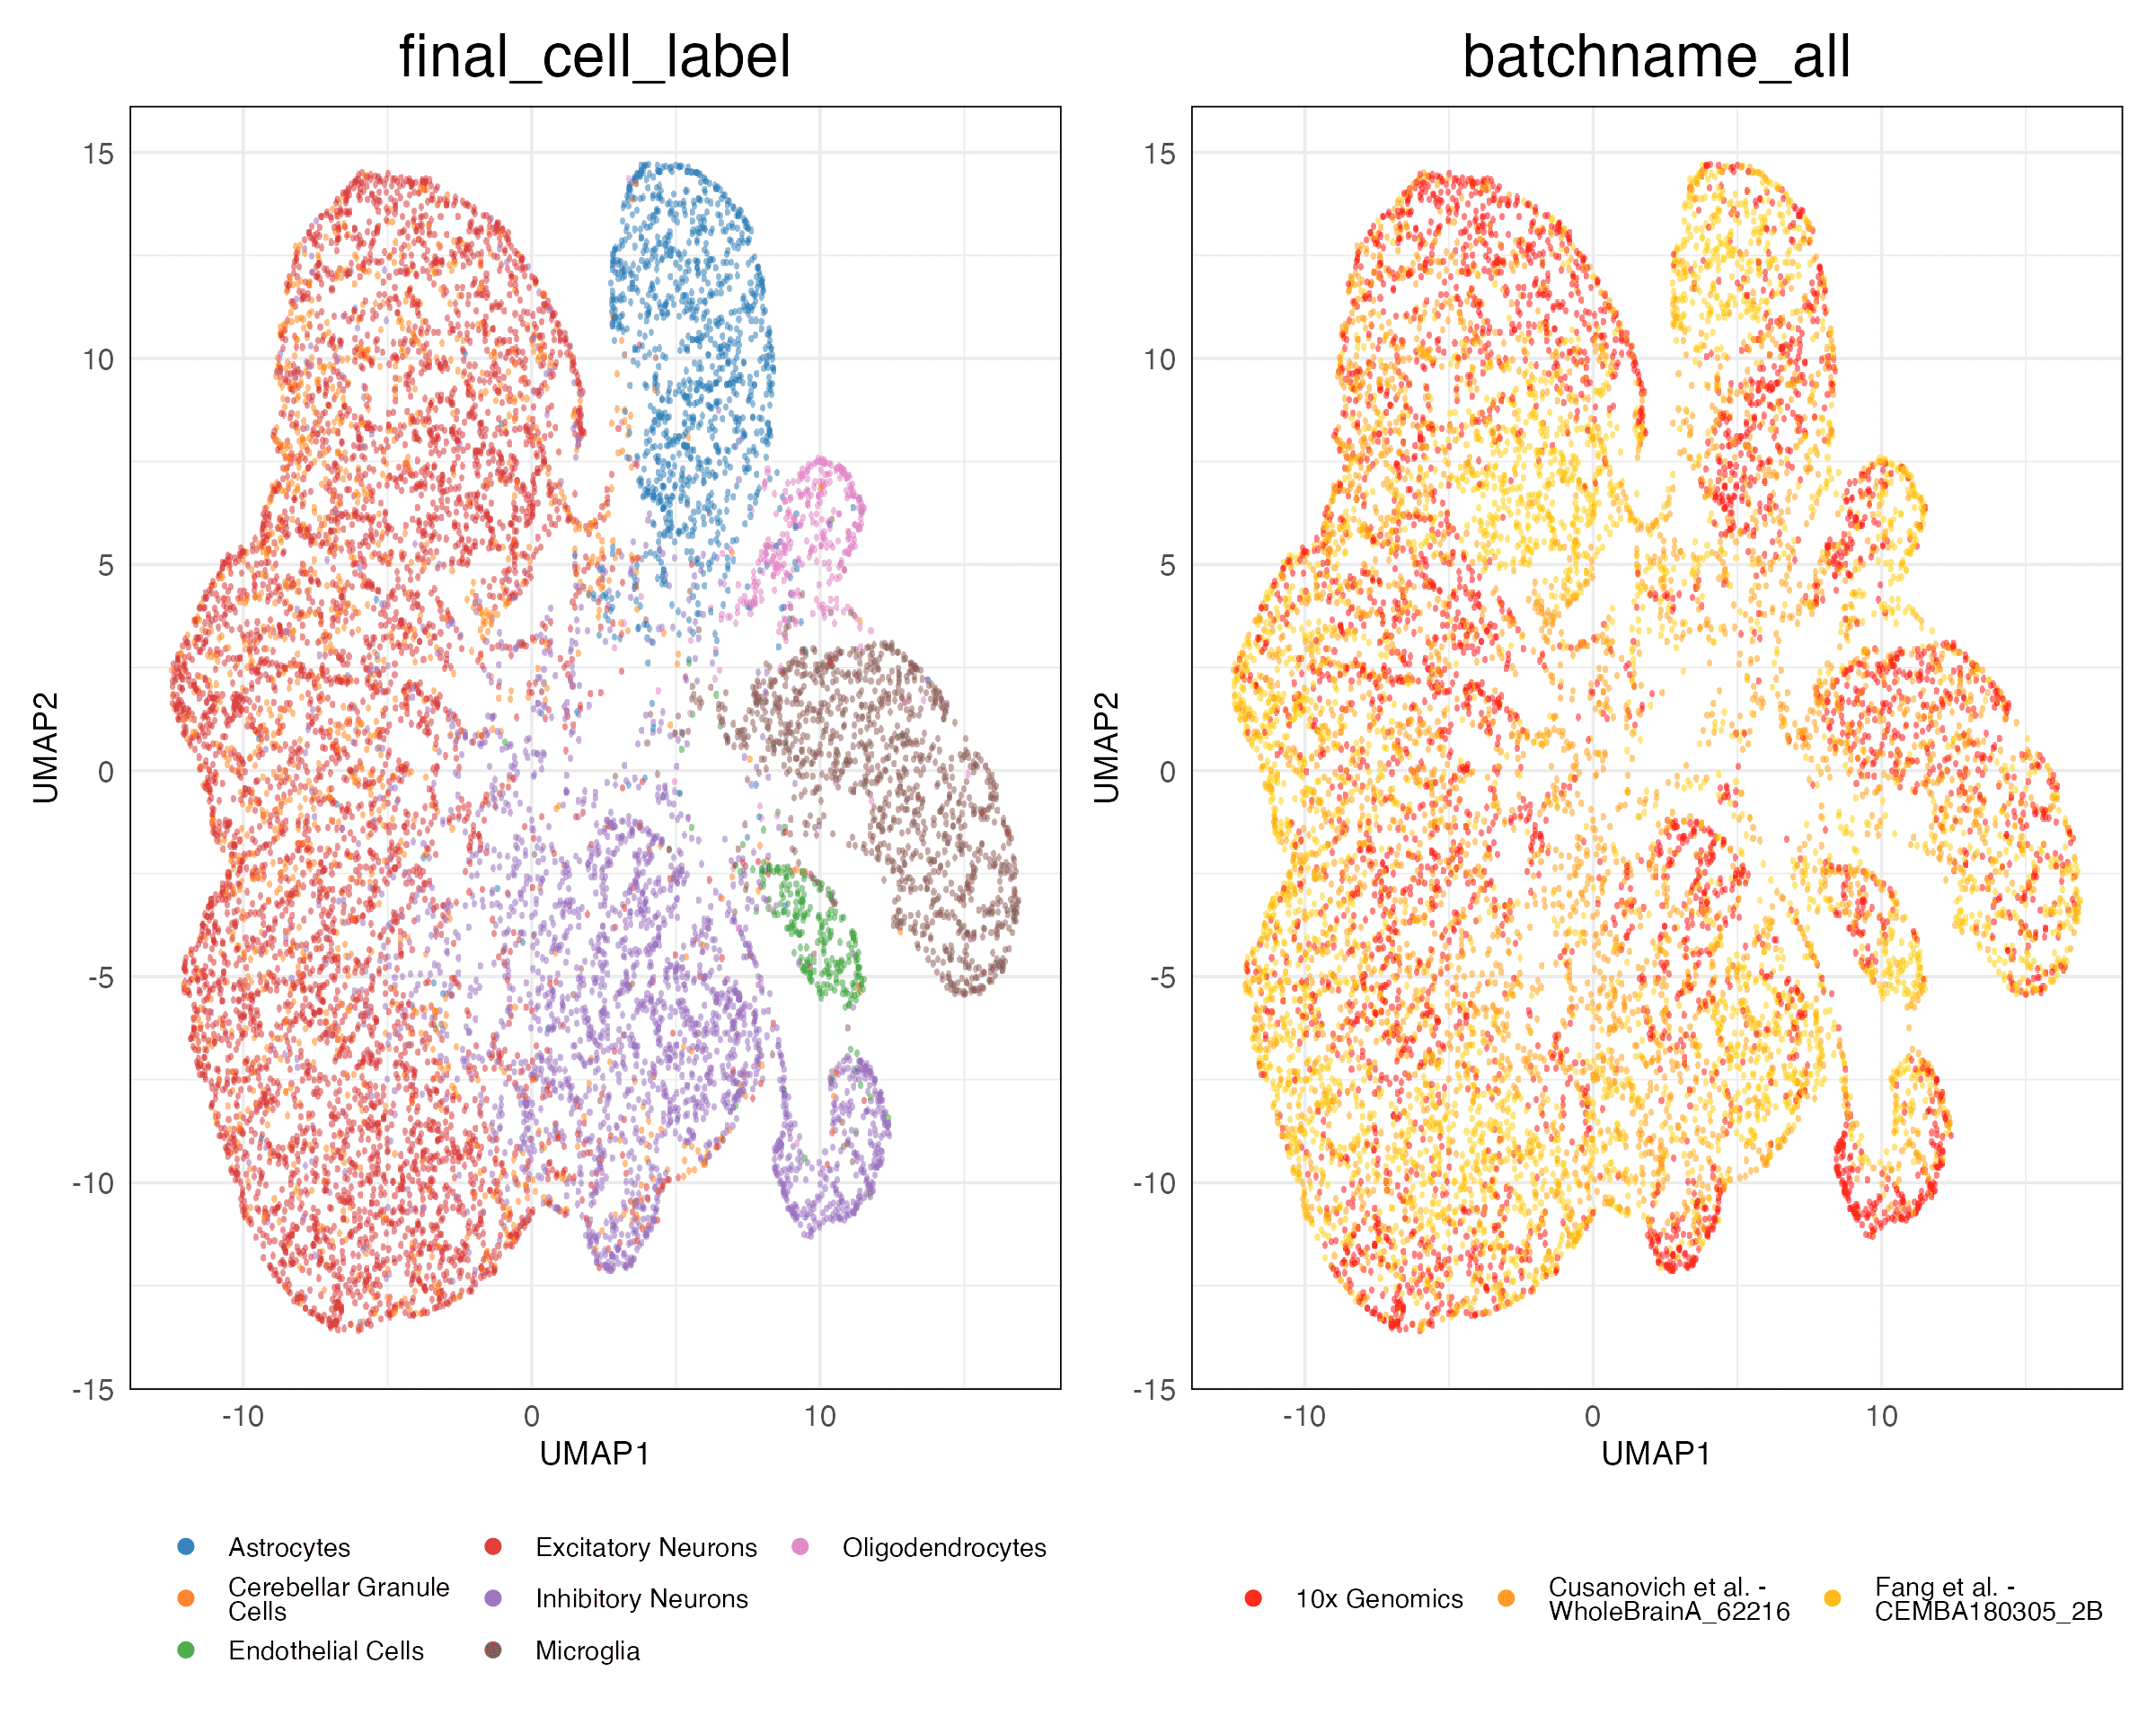 final_cell_label
batchname_all
15
10
5
0
-5
-10
-15
UMAP2
-10
0
10
UMAP1
15
10
5
0
-5
-10
-15
UMAP2
-10
0
10
UMAP1
Astrocytes
Cerebellar Granule
Cells
Endothelial Cells
Excitatory Neurons
Inhibitory Neurons
Microglia
Oligodendrocytes
10x Genomics
Cusanovich et al. -
WholeBrainA_62216
Fang et al. -
CEMBA180305_2B